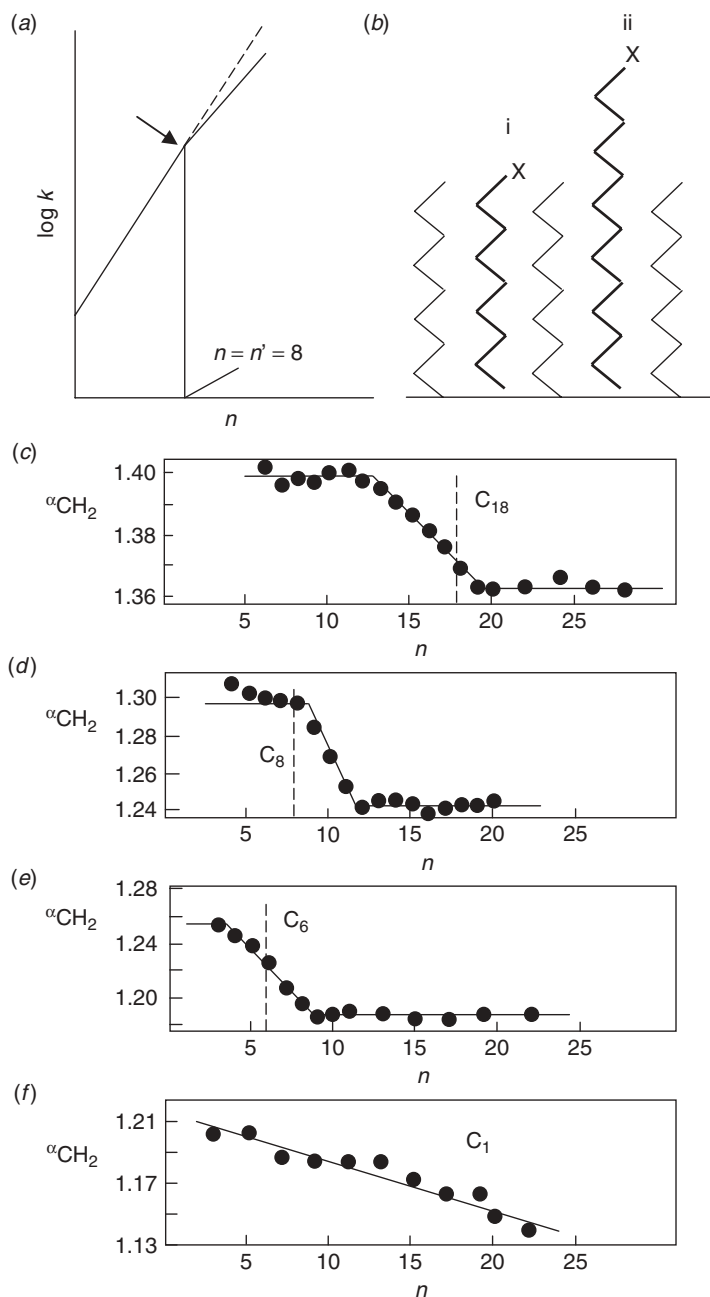 (a)
log k
n = n' = 8
n
(b)
i
X
ii
X
(c)
αCH2
1.40
1.38
1.36
C18
5 10 15 20 25
n
(d)
αCH2
1.30
1.28
1.26
1.24
C8
5 10 15 20 25
n
(e)
αCH2
1.28
1.24
1.20
C6
5 10 15 20 25
n
(f)
αCH2
1.21
1.17
1.13
C1
5 10 15 20 25
n